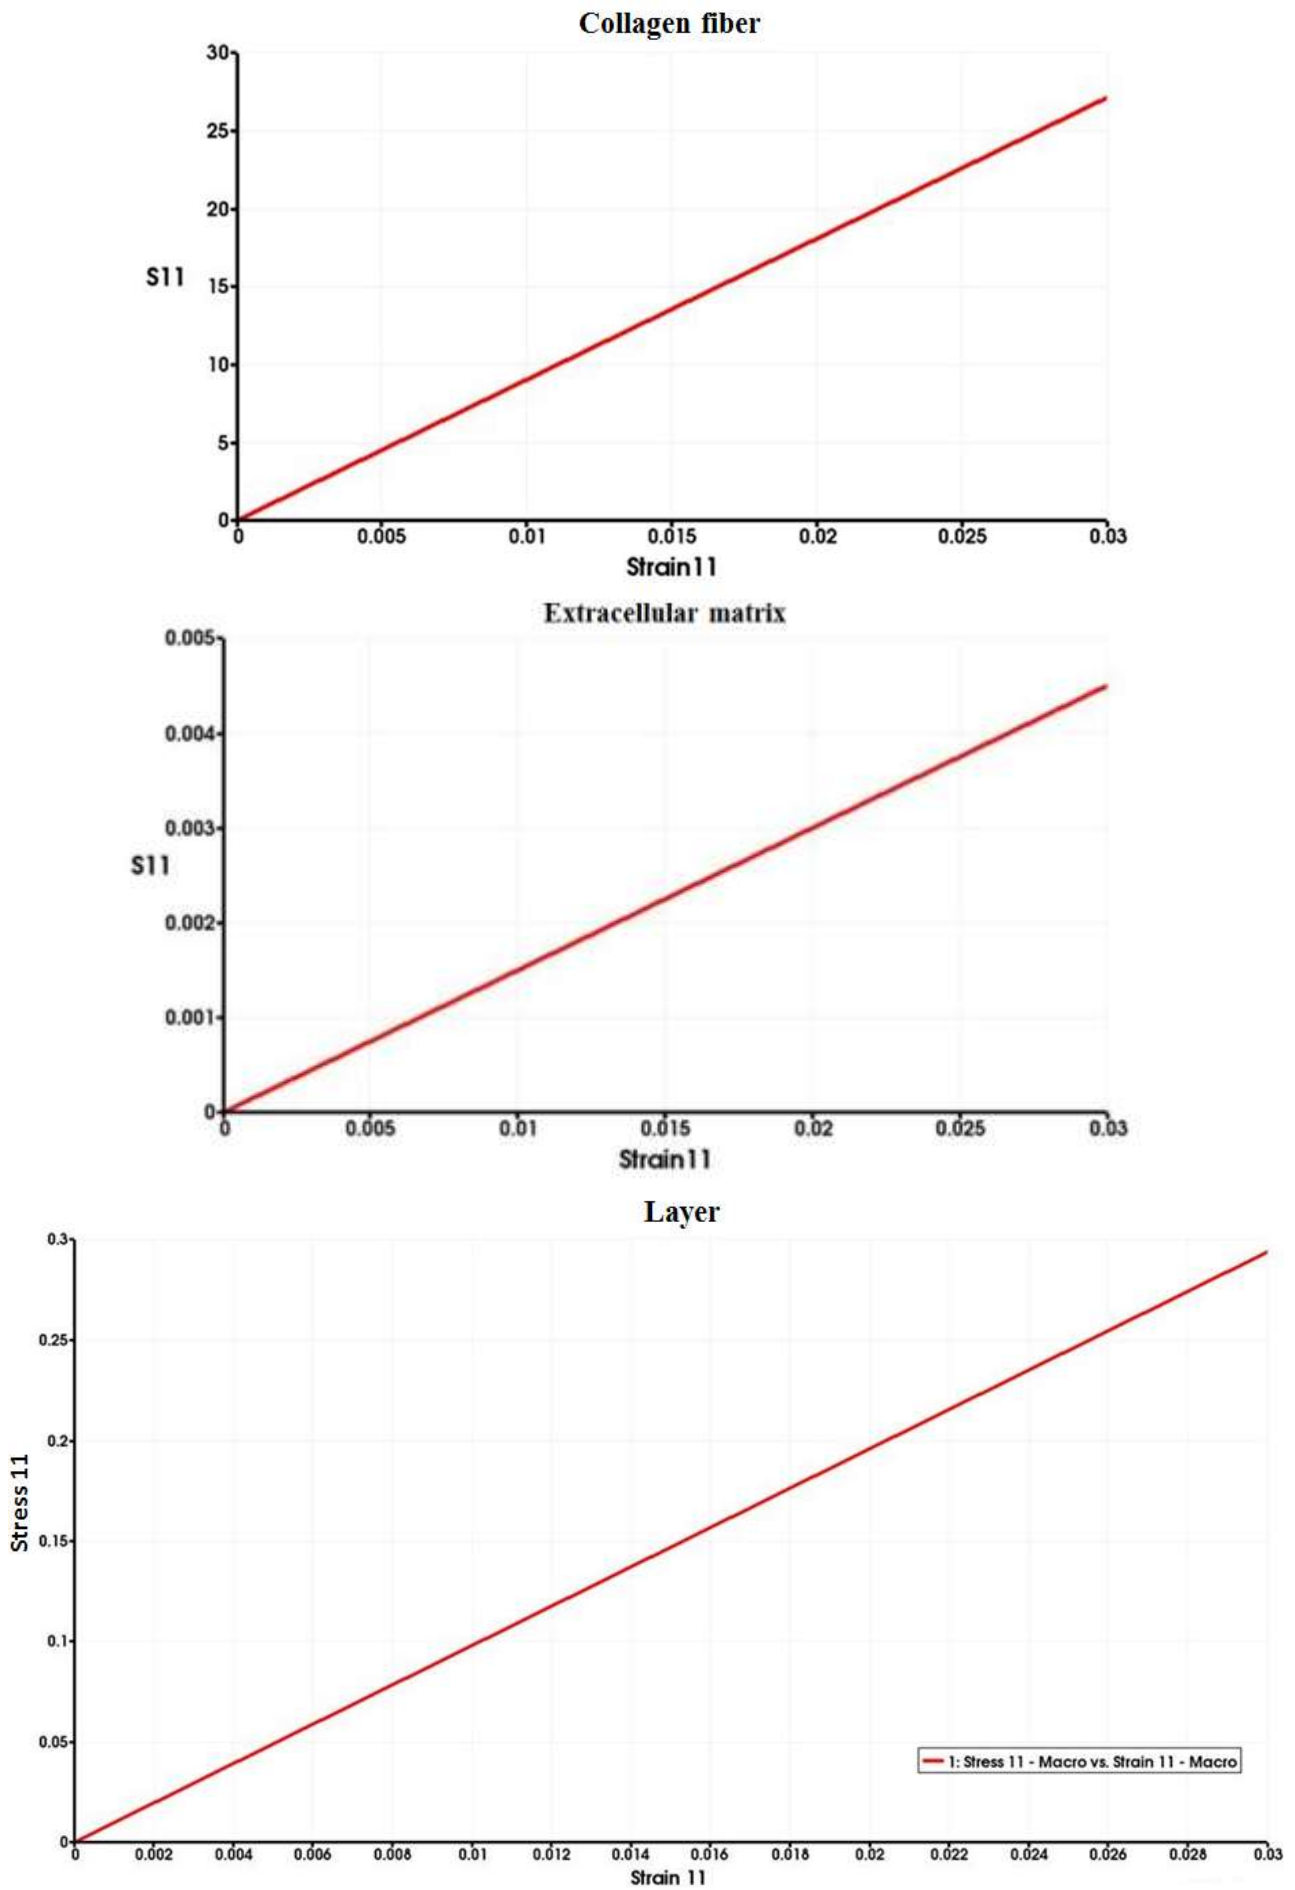 Collagen fiber
30
25
20
S11
15
10
5
0
0 0.005 0.01 0.015 0.02 0.025 0.03
Strain11
Extracellular matrix
0.005
0.004
0.003
S11
0.002
0.001
0
0 0.005 0.01 0.015 0.02 0.025 0.03
Strain11
Layer
0.3
0.25
0.2
Stress 11
0.15
0.1
0.05
1: Stress 11 - Macro vs. Strain 11 - Macro
0
0 0.002 0.004 0.006 0.008 0.01 0.012 0.014 0.016 0.018 0.02 0.022 0.024 0.026 0.028 0.03
Strain 11